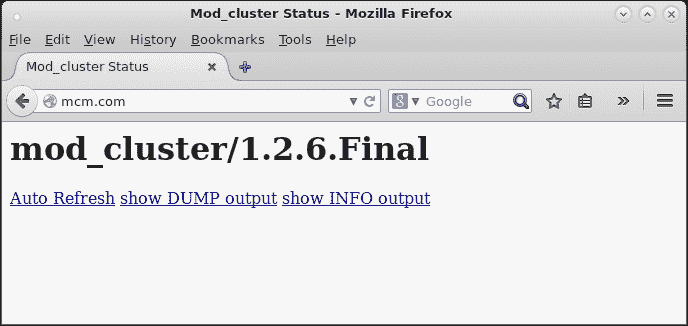 Mod_cluster Status - Mozilla Firefox
File Edit View History Bookmarks Tools Help
Mod_cluster Status
mcm.com Google
mod_cluster/1.2.6.Final
Auto Refresh show DUMP output show INFO output